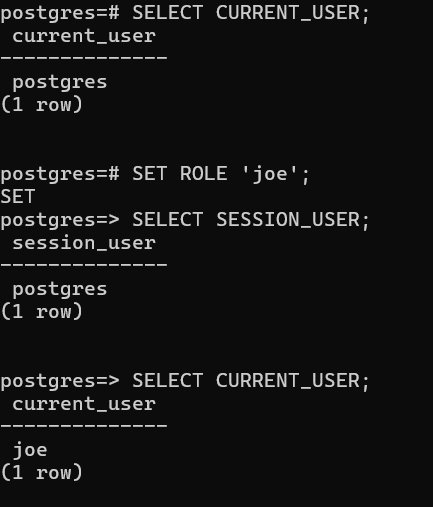 postgres=# SELECT CURRENT_USER;
 current_user
--------------
 postgres
(1 row)
postgres=# SET ROLE 'joe';
SET
postgres=> SELECT SESSION_USER;
 session_user
--------------
 postgres
(1 row)
postgres=> SELECT CURRENT_USER;
 current_user
--------------
 joe
(1 row)